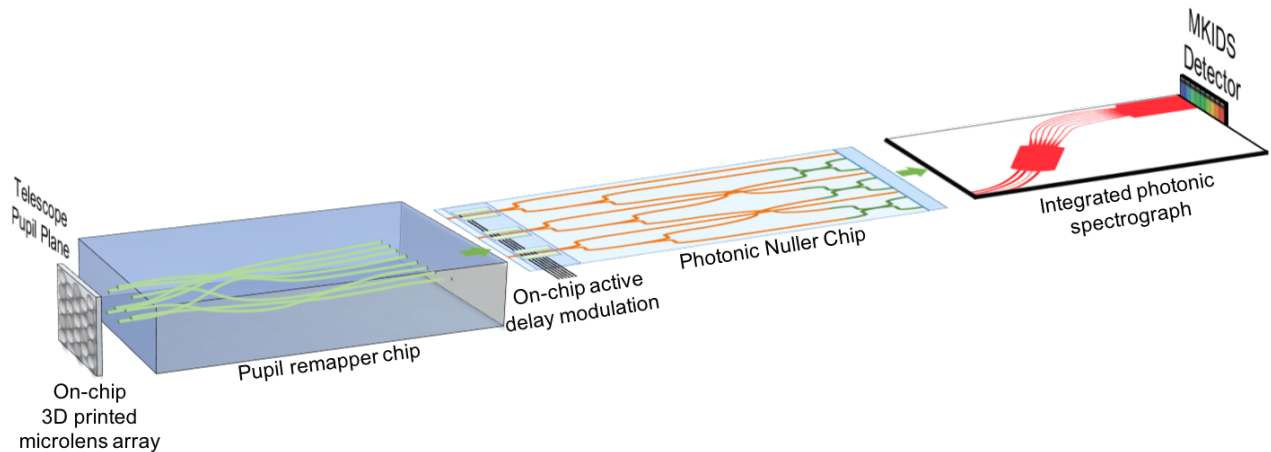 Telescope
Pupil Plane
On-chip
3D printed
microlens array
Pupil remapper chip
On-chip active
delay modulation
Photonic Nuller Chip
Integrated photonic
spectrograph
MKIDS
Detector